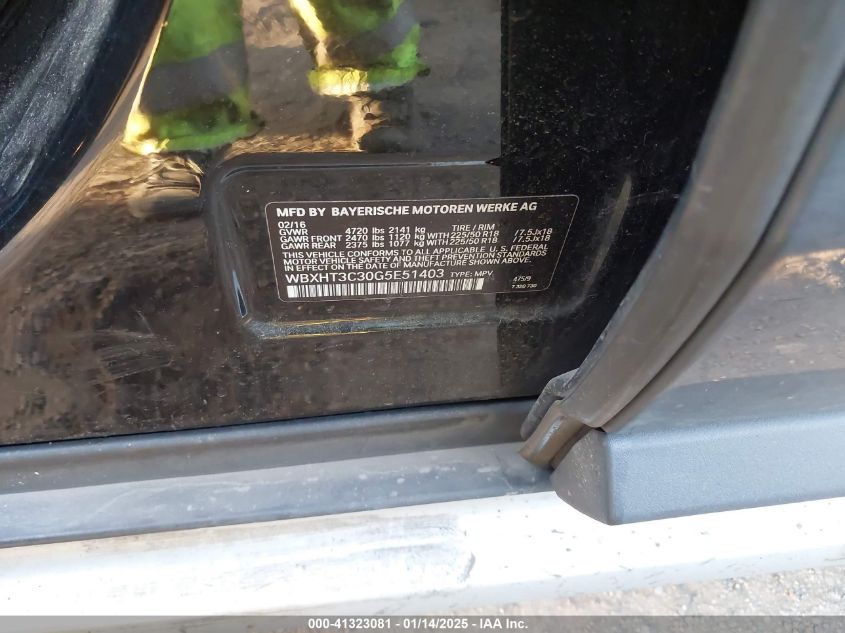 MFD BY BAYERISCHE MOTOREN WERKE AG
02/16
GVWR 4720 lbs 2141 kg TIRE / RIM
GAWR FRONT 2470 lbs 1120 kg WITH 225/50 R18 / 7.5Jx18
GAWR REAR 2375 lbs 1077 kg WITH 225/50 R18 / 7.5Jx18
THIS VEHICLE CONFORMS TO ALL APPLICABLE U. S. FEDERAL
MOTOR VEHICLE SAFETY AND THEFT PREVENTION STANDARDS
IN EFFECT ON THE DATE OF MANUFACTURE SHOWN ABOVE.
WBXHT3C30G5E51403 TYPE: MPV 475/9
7 350 730
000-41323081 - 01/14/2025 - IAA, Inc.